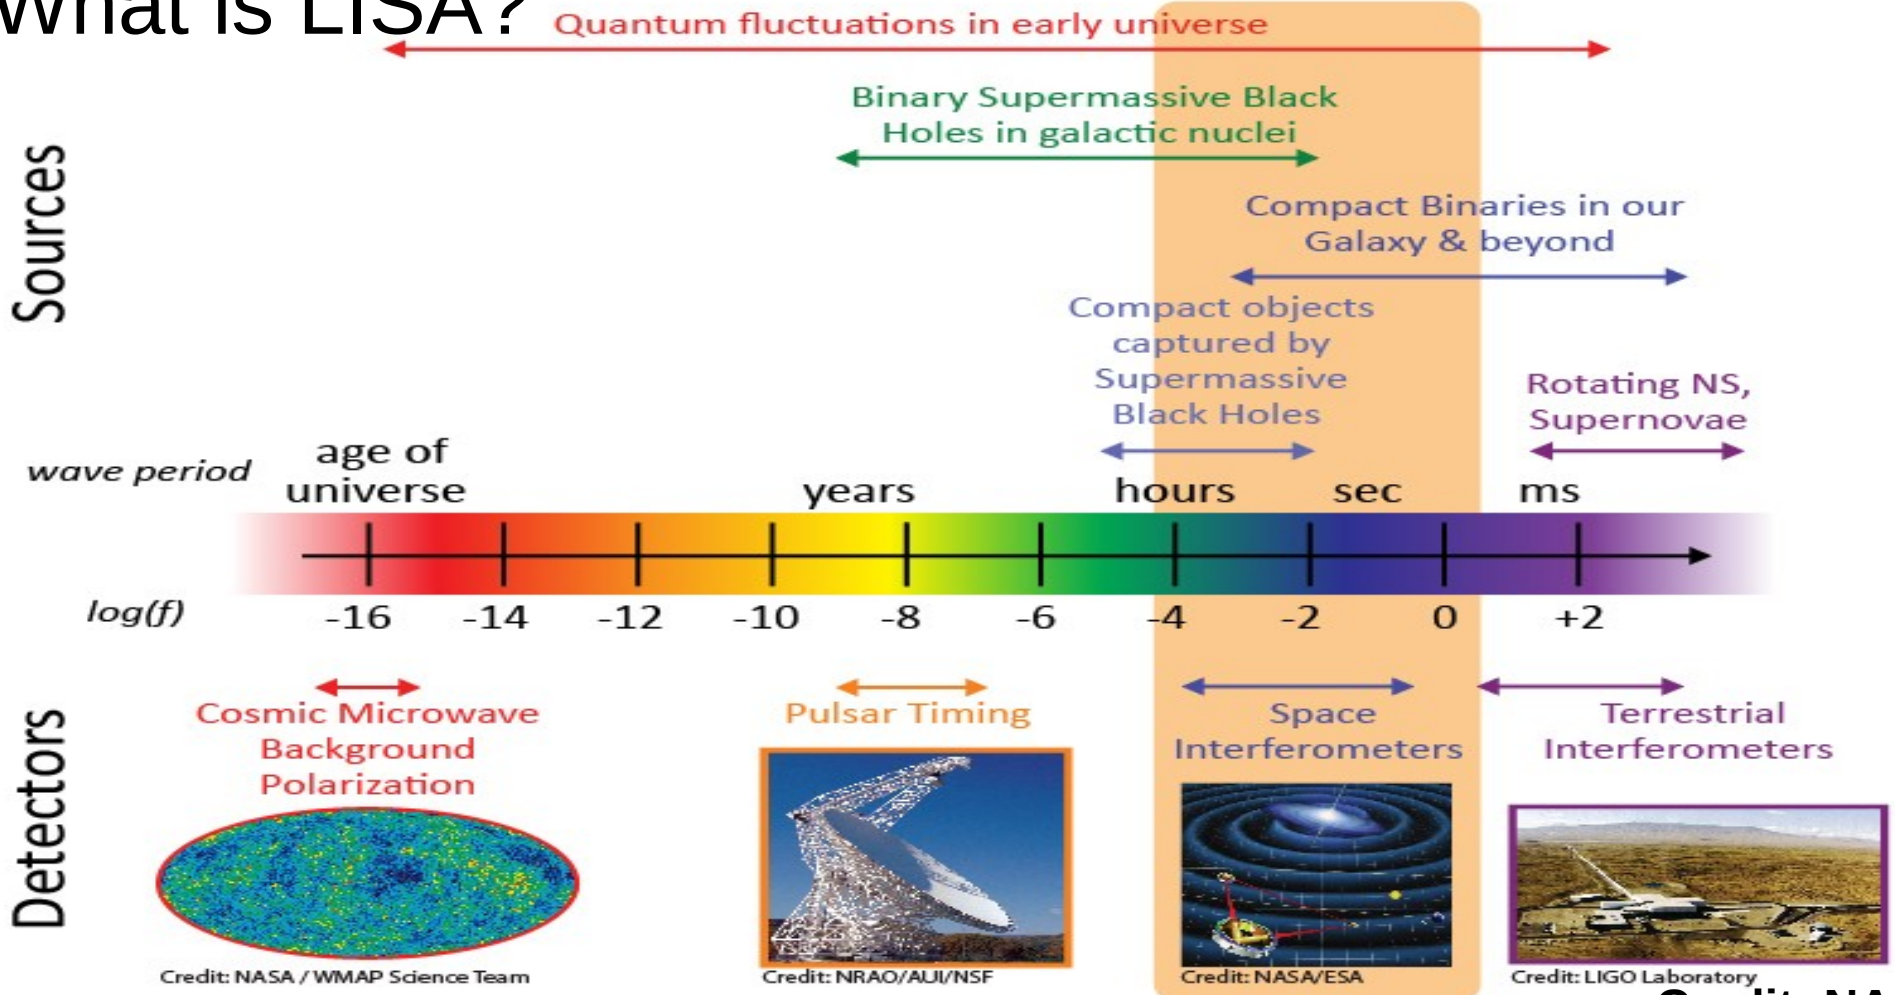 What is LISA?
Quantum fluctuations in early universe
Binary Supermassive Black
Holes in galactic nuclei
Compact Binaries in our
Galaxy & beyond
Compact objects
captured by
Supermassive
Black Holes
Rotating NS,
Supernovae
Sources
wave period
age of
universe
years
hours
sec
ms
log(f)
-16 -14 -12 -10 -8 -6 -4 -2 0 +2
Detectors
Cosmic Microwave
Background
Polarization
Pulsar Timing
Space
Interferometers
Terrestrial
Interferometers
Credit: NASA / WMAP Science Team
Credit: NRAO/AUI/NSF
Credit: NASA/ESA
Credit: LIGO Laboratory